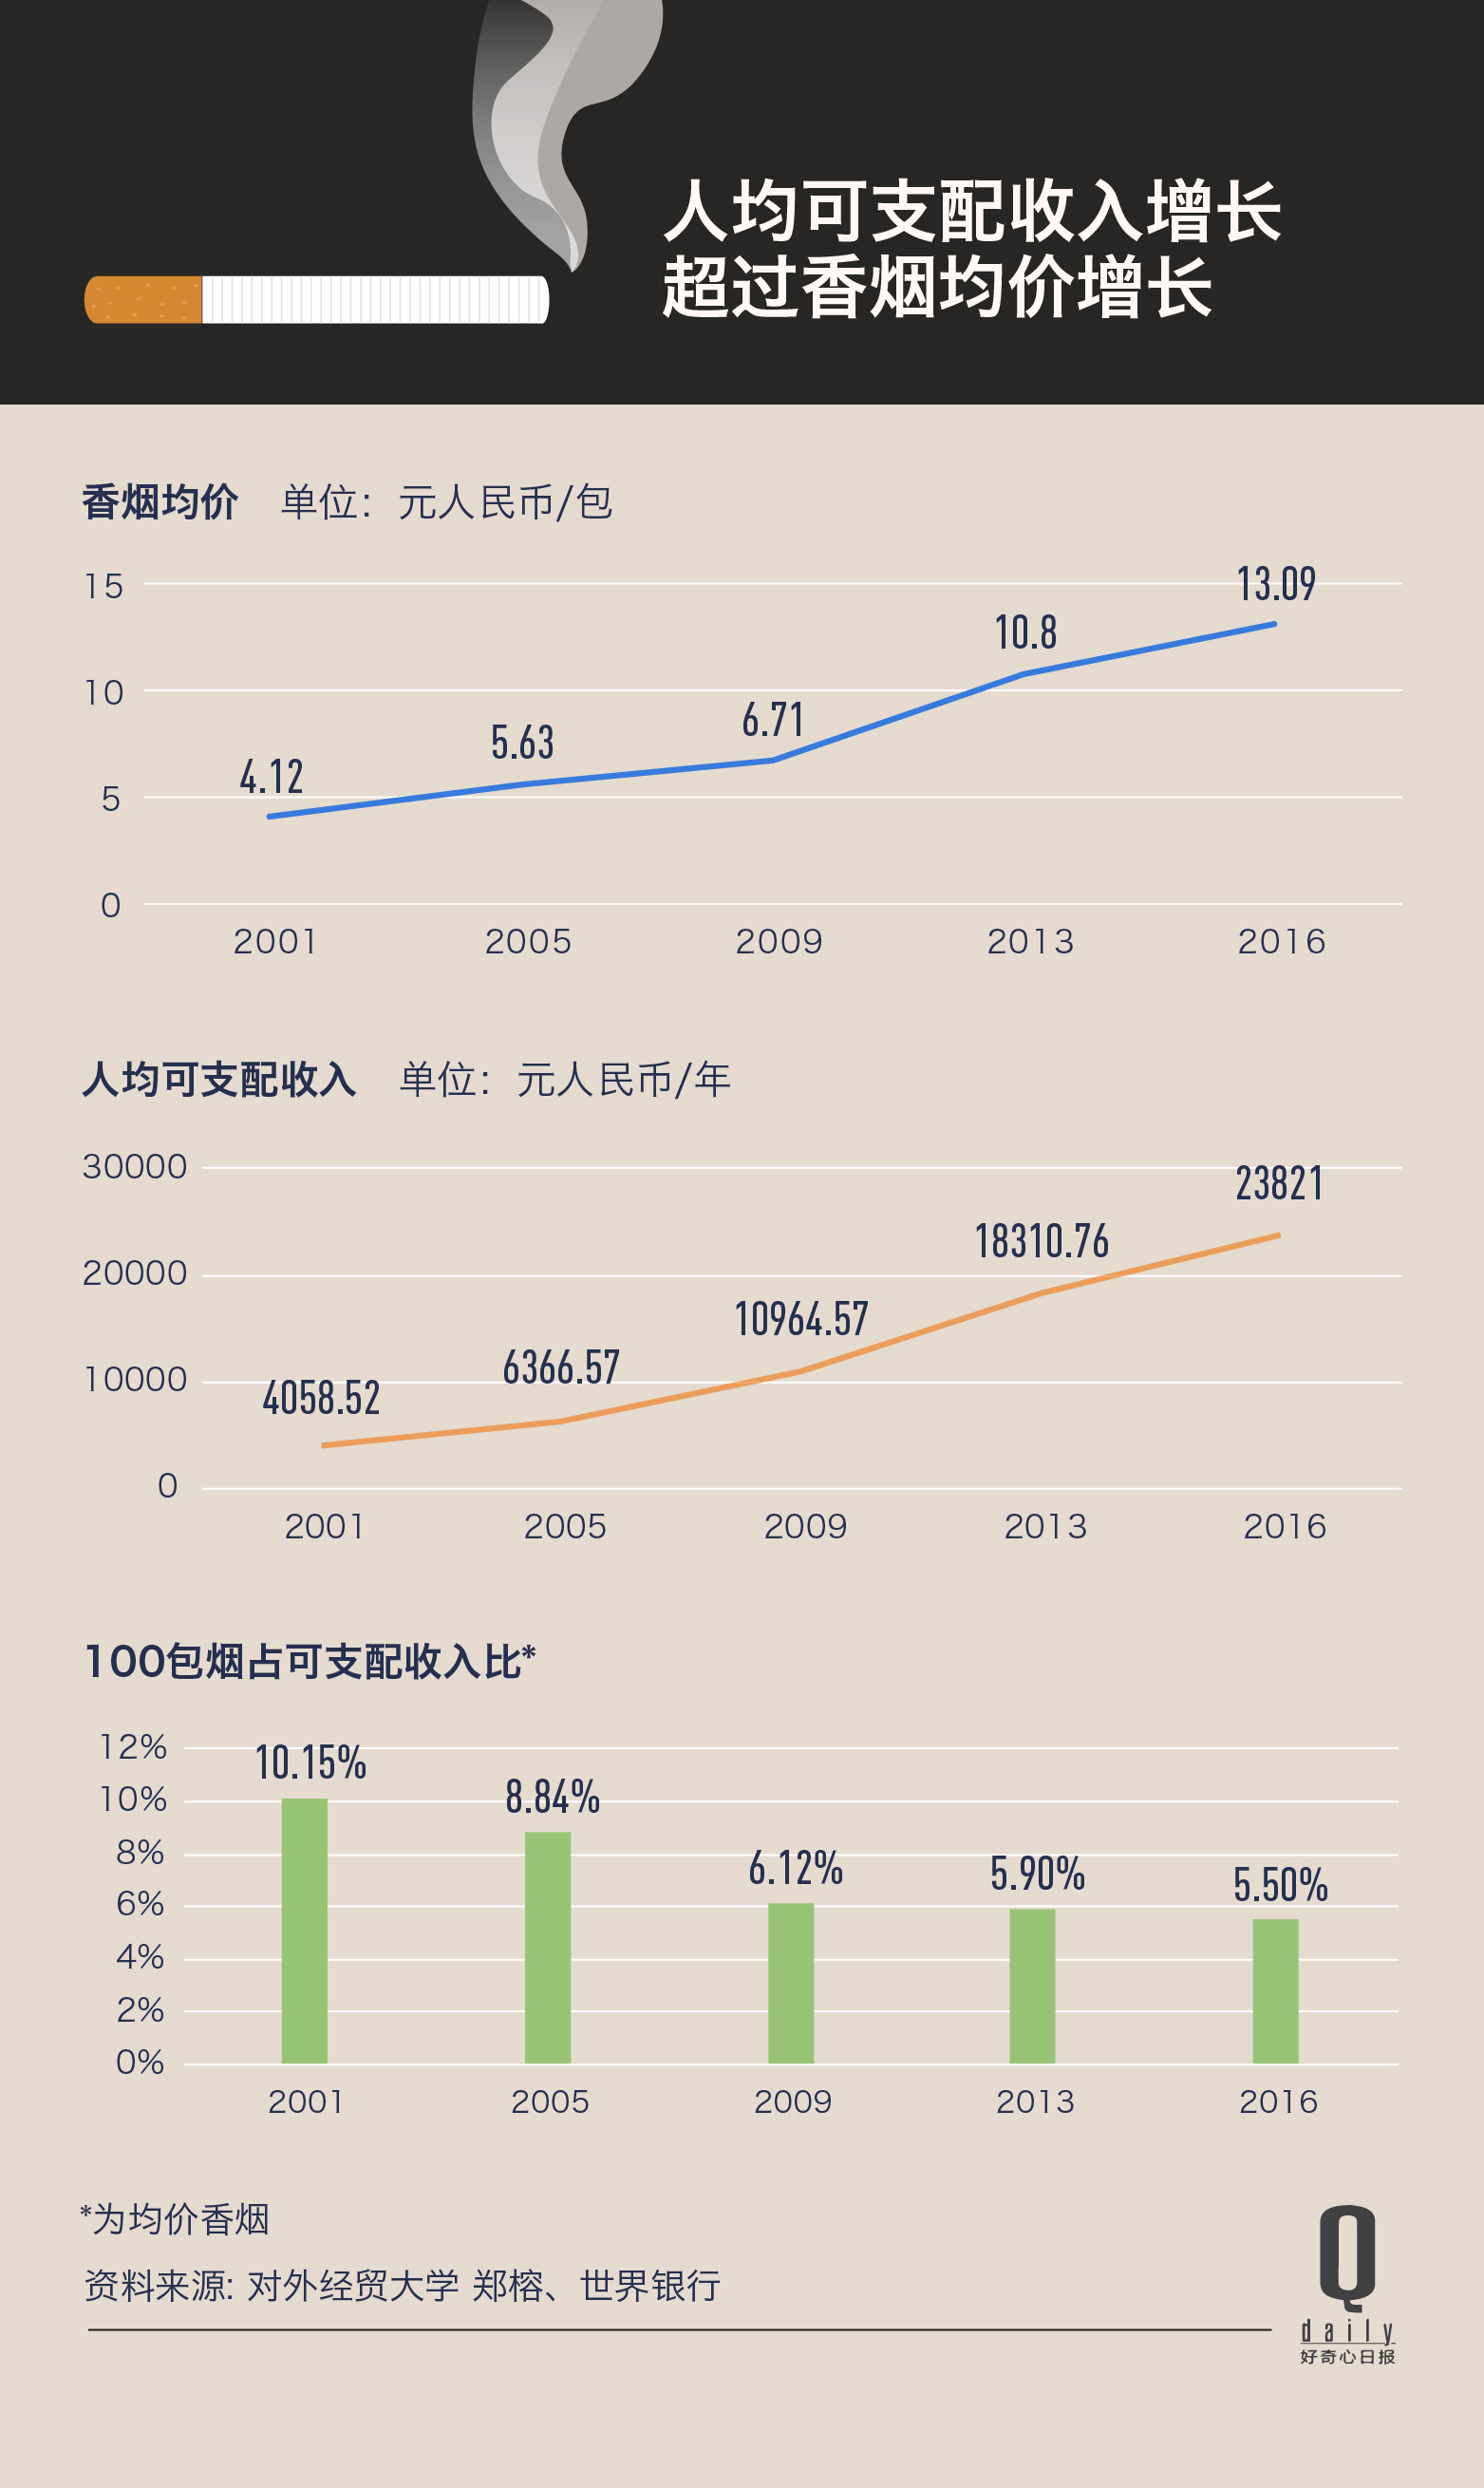 人均可支配收入增长
超过香烟均价增长
香烟均价 单位：元人民币/包
15
13.09
10.8
10
6.71
5.63
4.12
5
0
2001 2005 2009 2013 2016
人均可支配收入 单位：元人民币/年
30000
23821
18310.76
20000
10964.57
6366.57
10000
4058.52
0
2001 2005 2009 2013 2016
100包烟占可支配收入比*
12%
10.15%
10%
8.84%
8%
6.12%
5.90%
5.50%
6%
4%
2%
0%
2001 2005 2009 2013 2016
*为均价香烟
资料来源: 对外经贸大学 郑榕、世界银行
Q
daily
好奇心日报